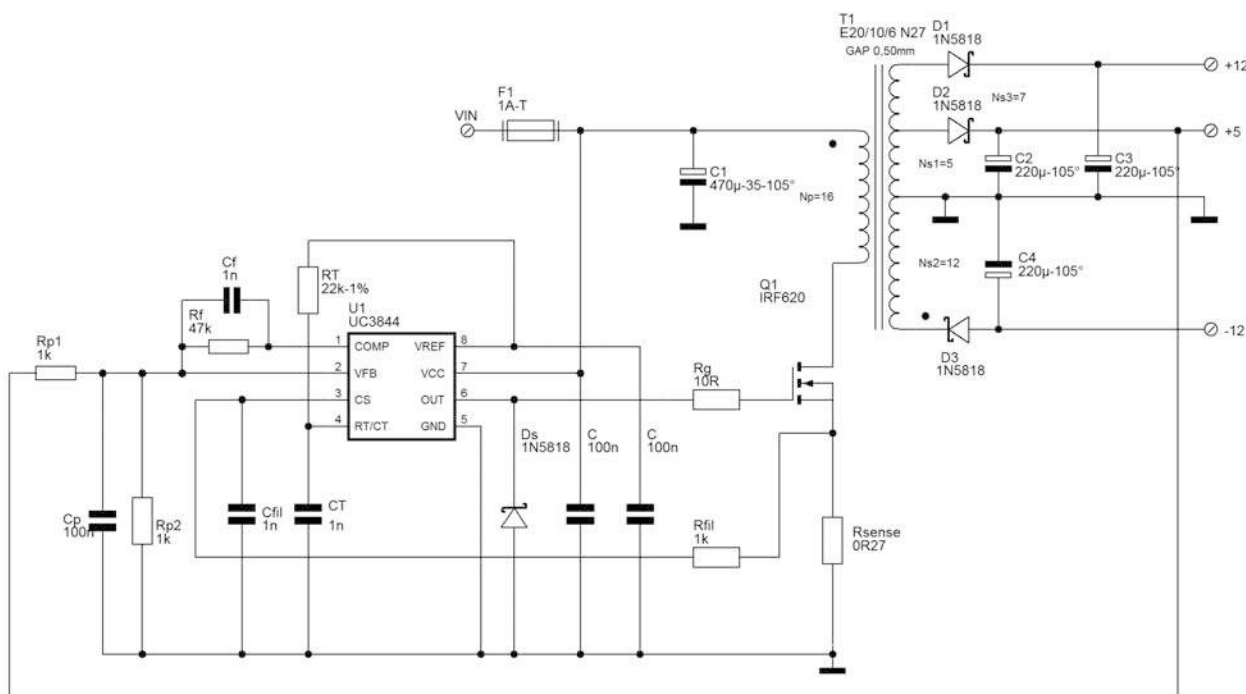 T1
E20/10/6 N27
GAP 0,50mm
D1
1N5818
+12
D2
1N5818
Ns3=7
+5
F1
1A-T
VIN
C1
470µ-35-105°
Np=16
Ns1=5
C2
220µ-105°
C3
220µ-105°
Ns2=12
C4
220µ-105°
-12
D3
1N5818
Q1
IRF620
Cf
1n
RT
22k-1%
Rf
47k
U1
UC3844
Rp1
1k
1 COMP VREF 8
2 VFB VCC 7
3 CS OUT 6
4 RT/CT GND 5
Rg
10R
Ds
1N5818
C
100n
C
100n
Cp
100n
Rp2
1k
Cfil
1n
CT
1n
Rfil
1k
Rsense
0R27